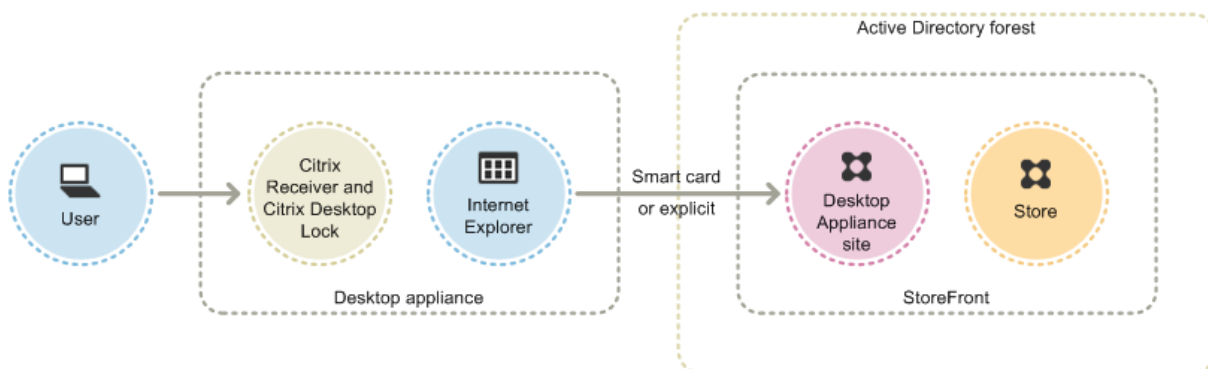 Active Directory forest
User
Citrix
Receiver and
Citrix Desktop
Lock
Internet
Explorer
Desktop appliance
Smart card
or explicit
Desktop
Appliance
site
Store
StoreFront